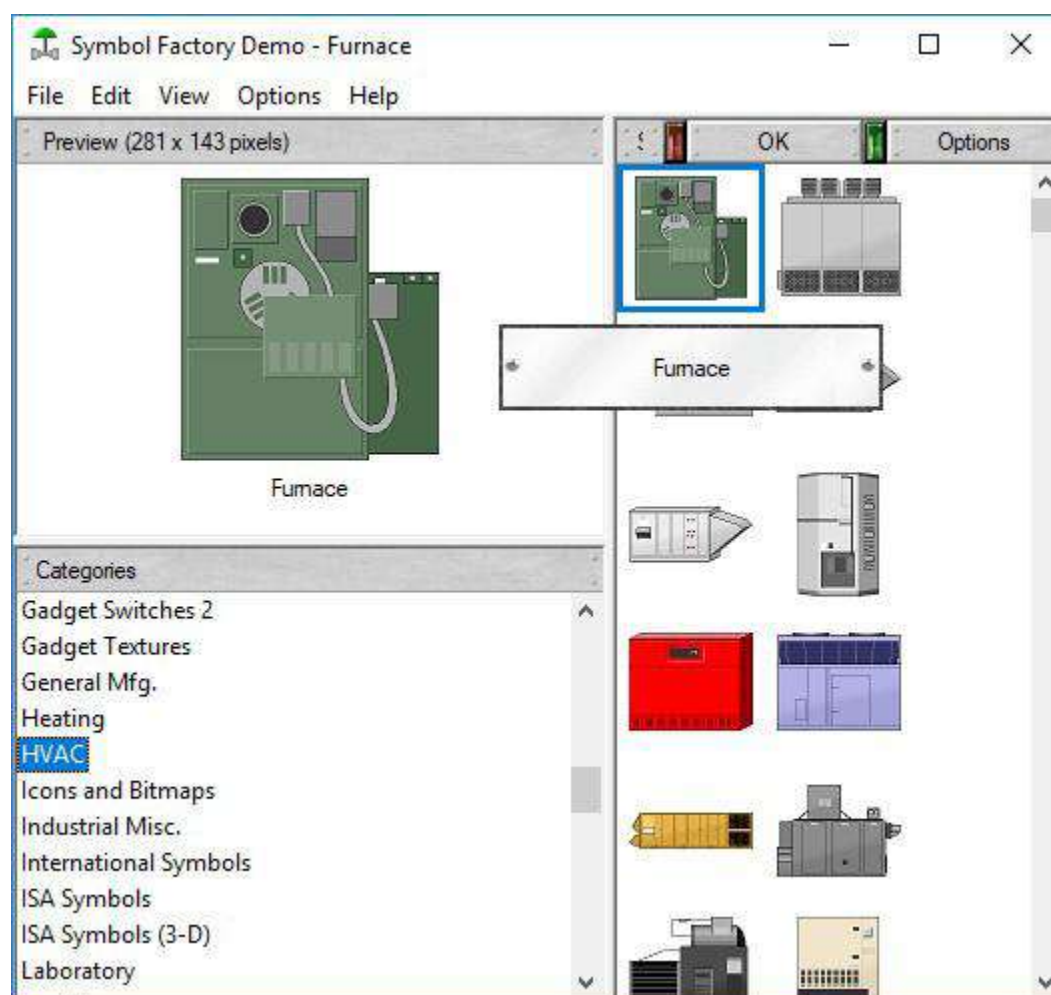 Symbol Factory Demo - Furnace
File Edit View Options Help
Preview (281 x 143 pixels)
OK
Options
Furnace
Furnace
Categories
Gadget Switches 2
Gadget Textures
General Mfg.
Heating
HVAC
Icons and Bitmaps
Industrial Misc.
International Symbols
ISA Symbols
ISA Symbols (3-D)
Laboratory